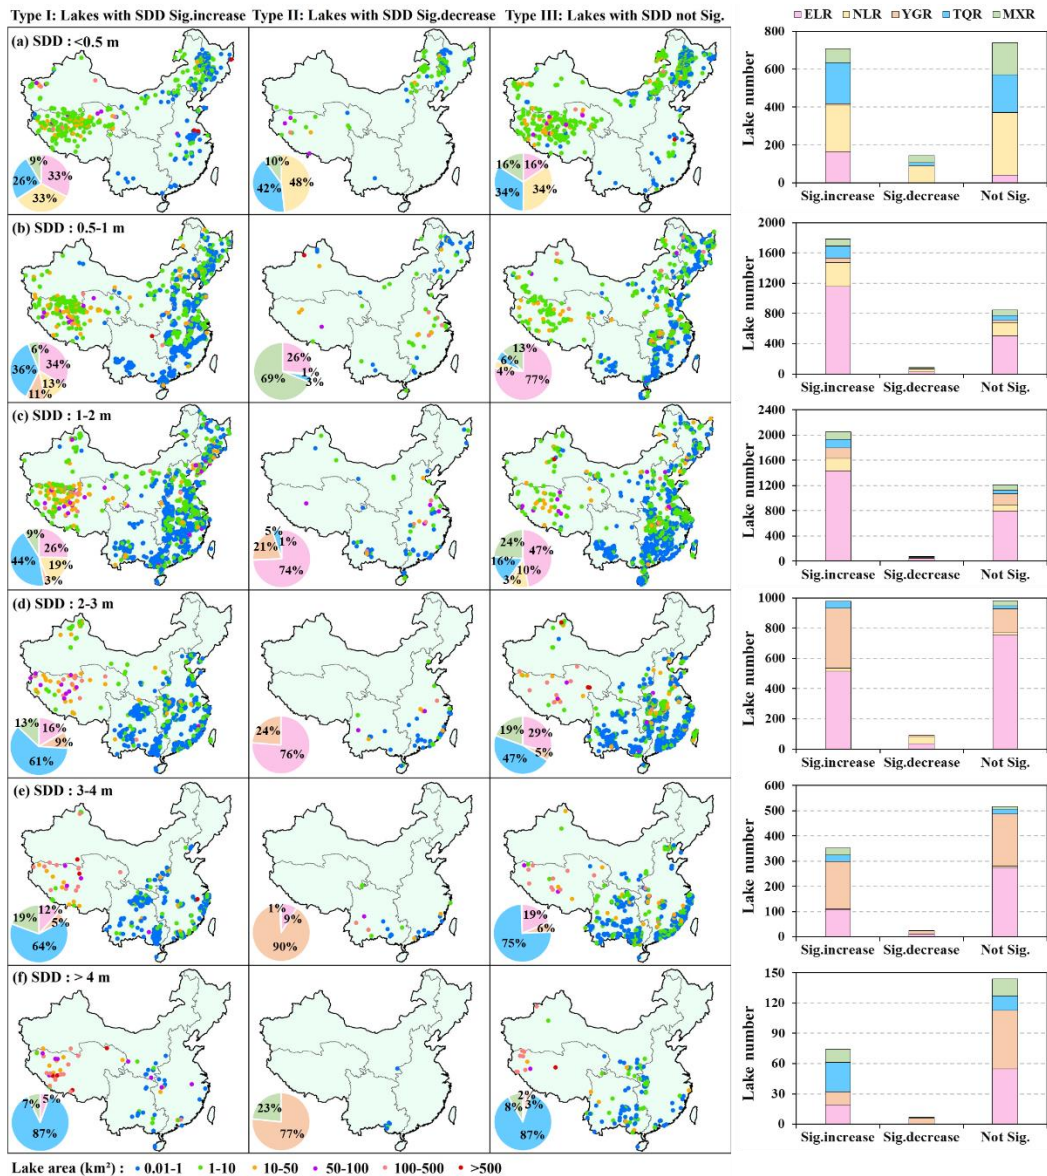 Type I: Lakes with SDD Sig.increase Type II: Lakes with SDD Sig.decrease Type III: Lakes with SDD not Sig.
ELR NLR YGR TQR MXR
(a) SDD : <0.5 m
9% 33% 26% 33%
10% 42% 48%
16% 16% 34% 34%
Lake number
800
600
400
200
0
Sig.increase Sig.decrease Not Sig.
(b) SDD : 0.5-1 m
6% 36% 34% 13% 11%
26% 1% 3% 69%
13% 6% 4% 77%
Lake number
2000
1600
1200
800
400
0
Sig.increase Sig.decrease Not Sig.
(c) SDD : 1-2 m
9% 26% 44% 19% 3%
5% 1% 21% 74%
24% 47% 16% 10% 3%
Lake number
2400
2000
1600
1200
800
400
0
Sig.increase Sig.decrease Not Sig.
(d) SDD : 2-3 m
13% 16% 9% 61%
24% 76%
19% 29% 5% 47%
Lake number
1000
800
600
400
200
0
Sig.increase Sig.decrease Not Sig.
(e) SDD : 3-4 m
19% 12% 5% 64%
1% 9% 90%
19% 6% 75%
Lake number
600
500
400
300
200
100
0
Sig.increase Sig.decrease Not Sig.
(f) SDD : > 4 m
7% 5% 87%
23% 77%
2% 8% 3% 87%
Lake number
150
120
90
60
30
0
Sig.increase Sig.decrease Not Sig.
Lake area (km²) : 0.01-1 1-10 10-50 50-100 100-500 >500